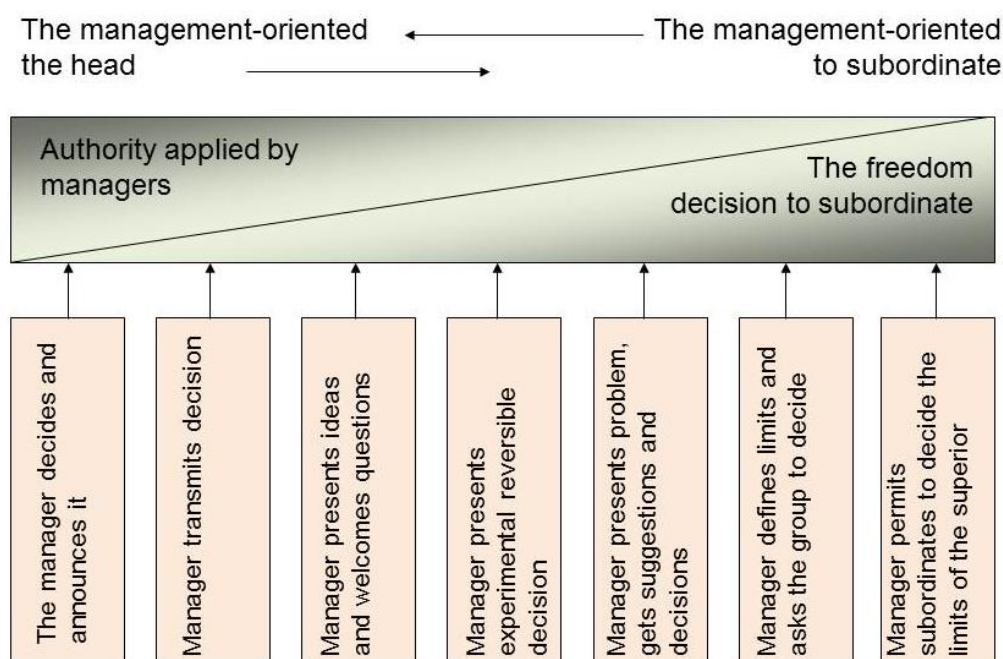 The management-oriented
the head
The management-oriented
to subordinate
Authority applied by
managers
The freedom
decision to subordinate
The manager decides and
announces it
Manager transmits decision
Manager presents ideas
and welcomes questions
Manager presents
experimental reversible
decision
Manager presents problem,
gets suggestions and
decisions
Manager defines limits and
asks the group to decide
Manager permits
subordinates to decide the
limits of the superior